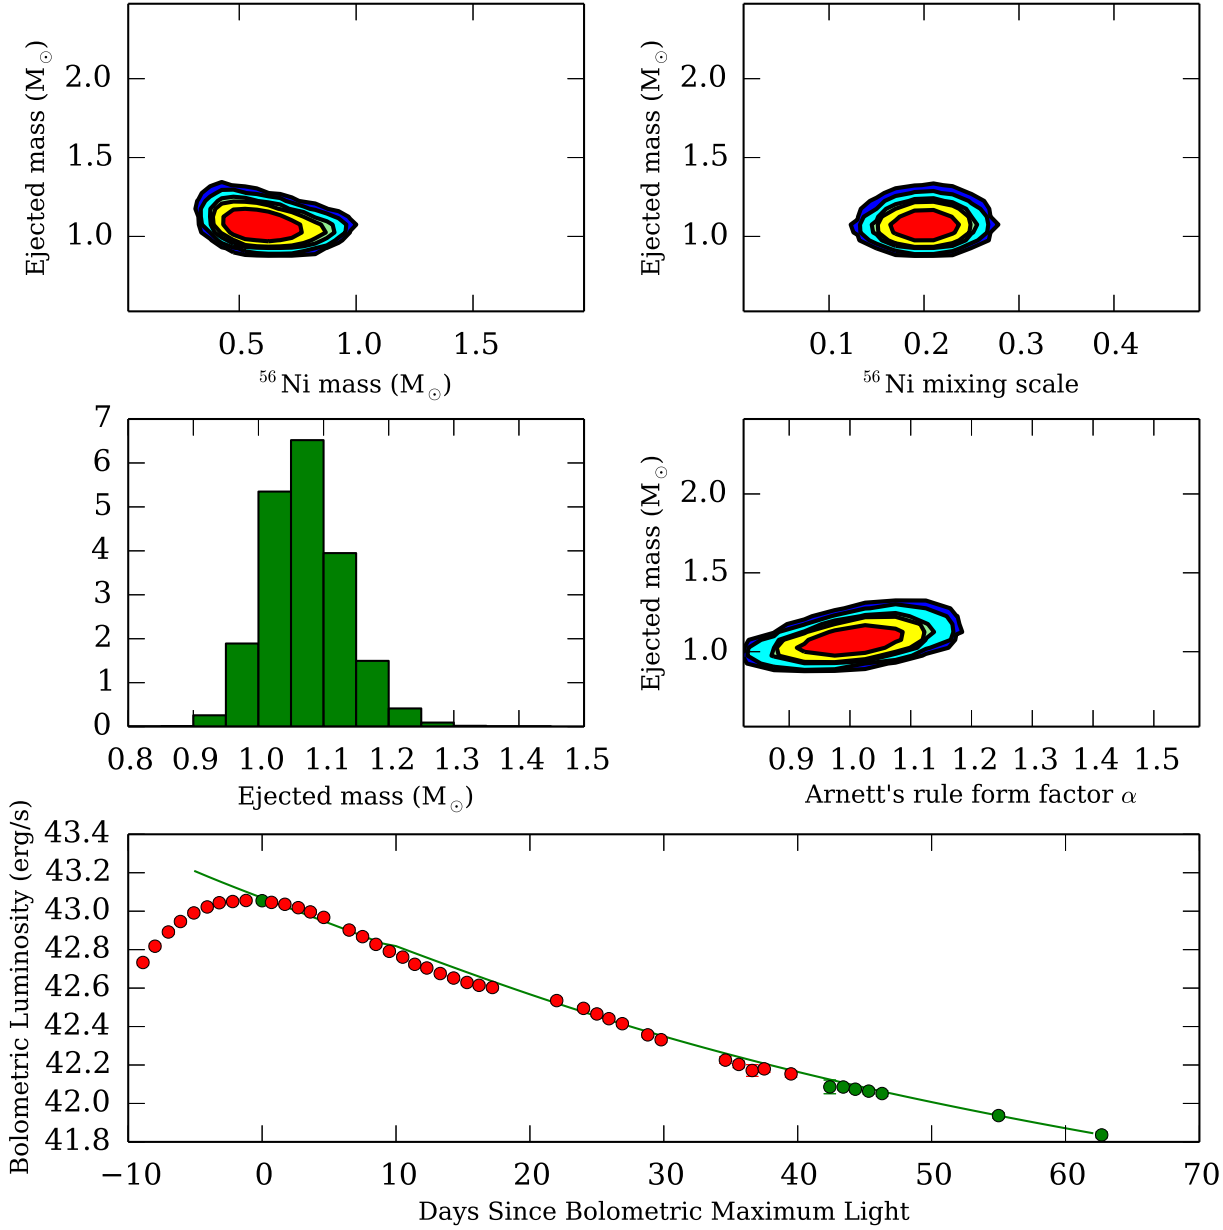 Ejected mass (M☉)
2.0
1.5
1.0
0.5 1.0 1.5
⁵⁶Ni mass (M☉)
Ejected mass (M☉)
2.0
1.5
1.0
0.1 0.2 0.3 0.4
⁵⁶Ni mixing scale
7
6
5
4
3
2
1
0
0.8 0.9 1.0 1.1 1.2 1.3 1.4 1.5
Ejected mass (M☉)
Ejected mass (M☉)
2.0
1.5
1.0
0.9 1.0 1.1 1.2 1.3 1.4 1.5
Arnett's rule form factor α
Bolometric Luminosity (erg/s)
43.4
43.2
43.0
42.8
42.6
42.4
42.2
42.0
41.8
−10 0 10 20 30 40 50 60 70
Days Since Bolometric Maximum Light